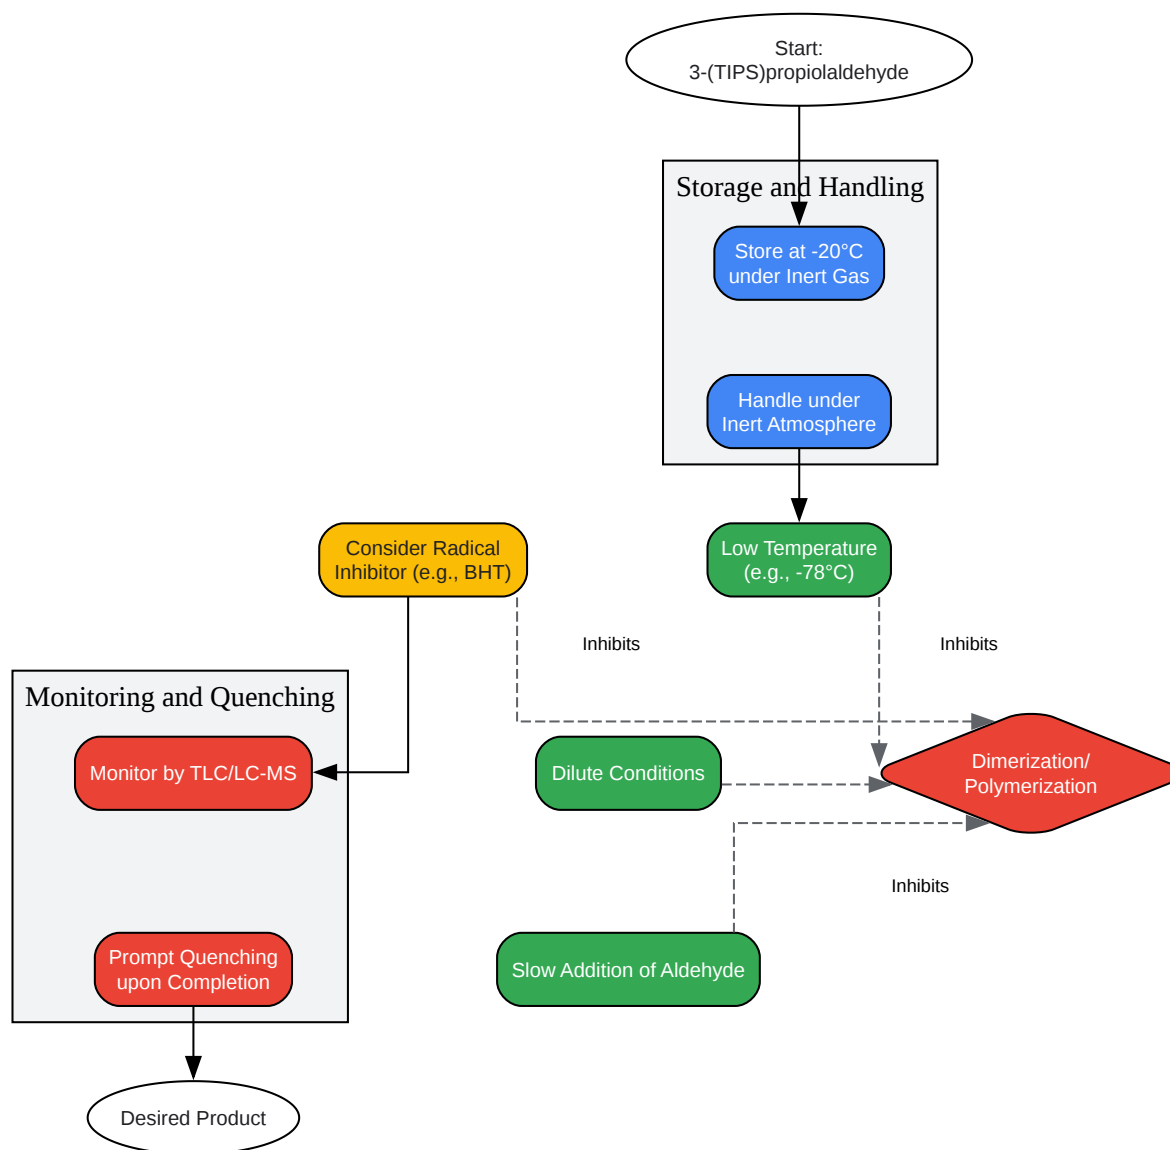 Start:
3-(TIPS)propiolaldehyde
Storage and Handling
Store at -20°C
under Inert Gas
Handle under
Inert Atmosphere
Consider Radical
Inhibitor (e.g., BHT)
Low Temperature
(e.g., -78°C)
Inhibits
Inhibits
Monitoring and Quenching
Monitor by TLC/LC-MS
Dilute Conditions
Dimerization/
Polymerization
Inhibits
Prompt Quenching
upon Completion
Slow Addition of Aldehyde
Desired Product